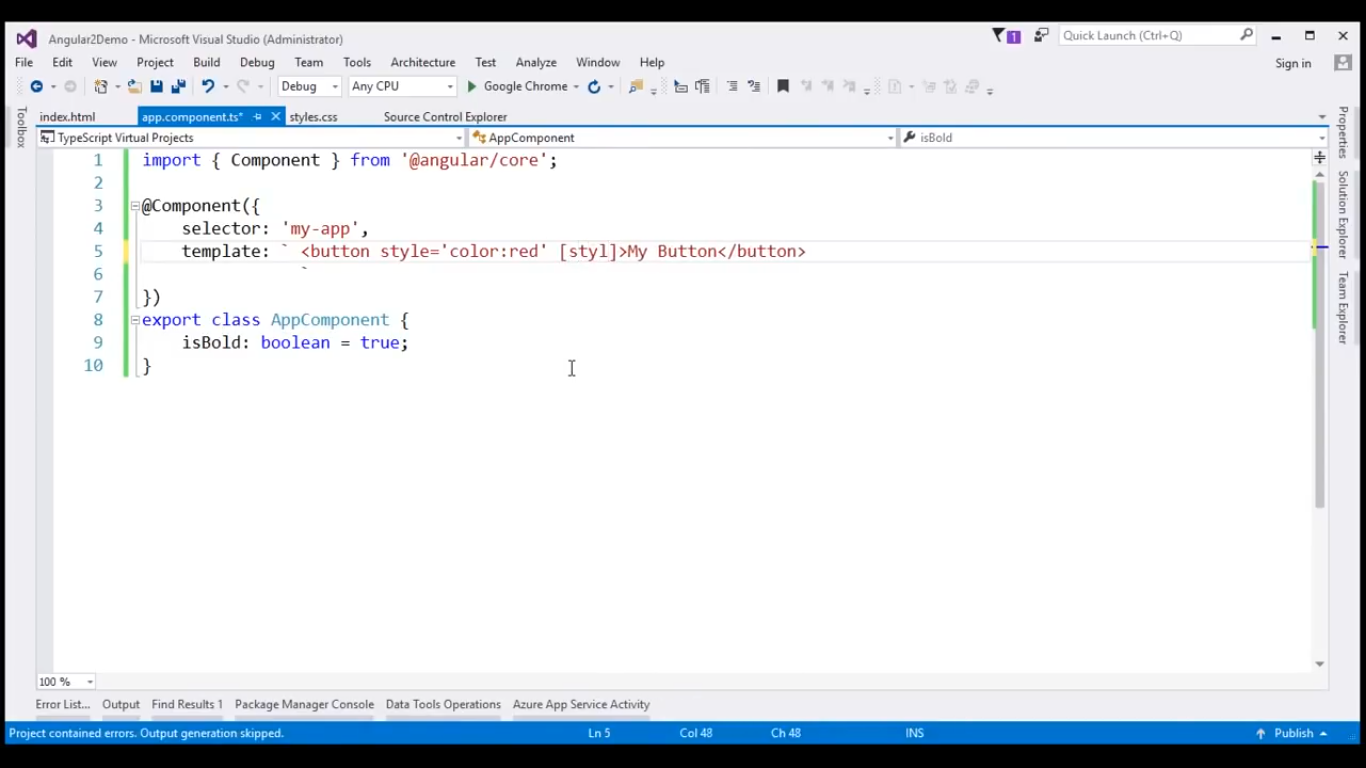 Angular2Demo - Microsoft Visual Studio (Administrator)
1
Quick Launch (Ctrl+Q)
File Edit View Project Build Debug Team Tools Architecture Test Analyze Window Help
Sign in
Debug Any CPU Google Chrome
Toolbox
index.html app.component.ts* styles.css Source Control Explorer
TypeScript Virtual Projects AppComponent isBold
1 import { Component } from '@angular/core';
2
3 @Component({
4 selector: 'my-app',
5 template: ` <button style='color:red' [styl]>My Button</button>
6 `
7 })
8 export class AppComponent {
9 isBold: boolean = true;
10 }
Properties
Solution Explorer
Team Explorer
100 %
Error List... Output Find Results 1 Package Manager Console Data Tools Operations Azure App Service Activity
Project contained errors. Output generation skipped. Ln 5 Col 48 Ch 48 INS Publish